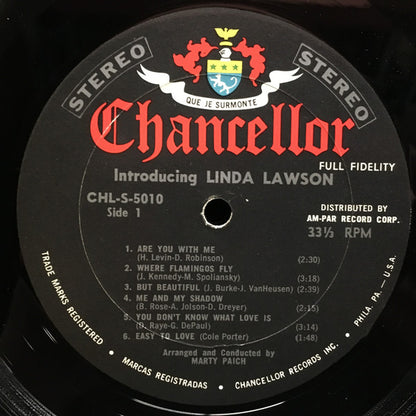 STEREO
STEREO
QUE JE SURMONTE
Chancellor
FULL FIDELITY
Introducing LINDA LAWSON
CHL-S-5010
Side 1
DISTRIBUTED BY
AM-PAR RECORD CORP.
33⅓ RPM
1. ARE YOU WITH ME
(H. Levin-D. Robinson) (2:30)
2. WHERE FLAMINGOS FLY
(J. Kennedy-M. Spoliansky) (3:18)
3. BUT BEAUTIFUL (J. Burke-J. VanHeusen) (2:39)
4. ME AND MY SHADOW
(B. Rose-A. Jolson-D. Dreyer) (2:15)
5. YOU DON'T KNOW WHAT LOVE IS
(D. Raye-G. DePaul) (3:14)
6. EASY TO LOVE (Cole Porter) (1:48)
Arranged and Conducted by
MARTY PAICH
TRADE MARKS REGISTERED • MARCAS REGISTRADAS • CHANCELLOR RECORDS INC. • PHILA. PA. — U.S.A.